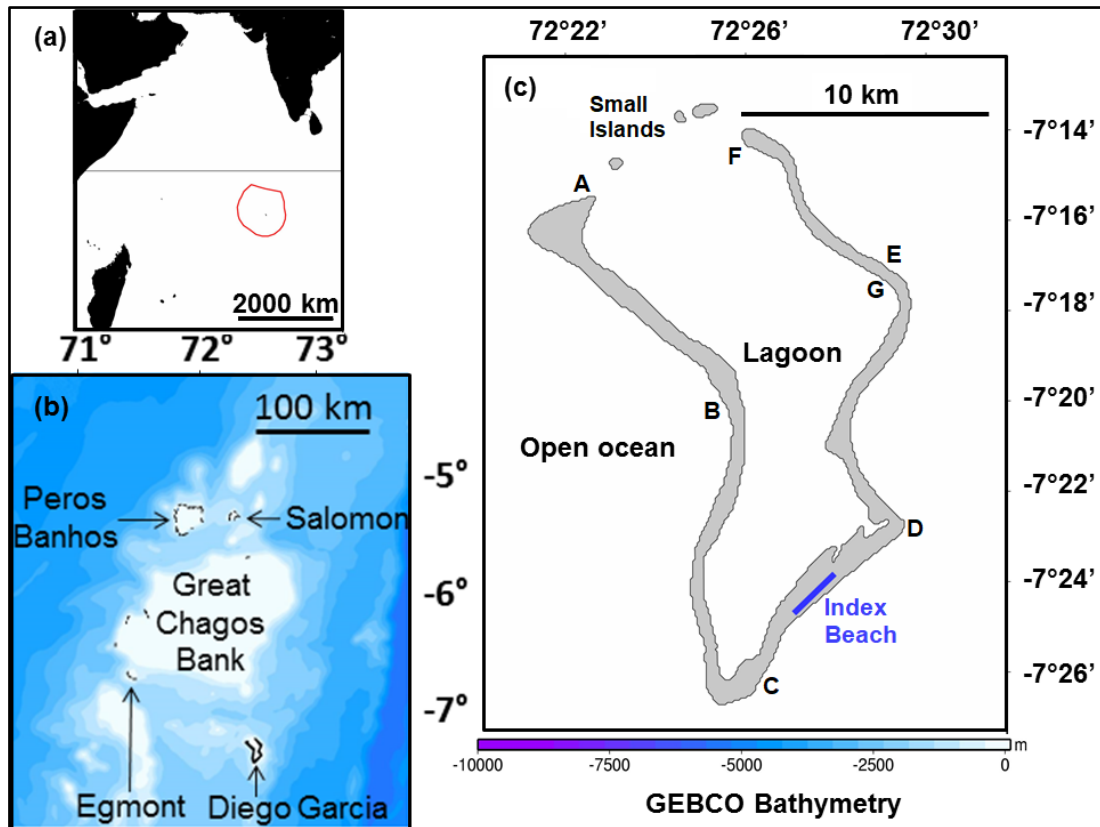 (a)
2000 km
71° 72° 73°
(b)
100 km
-5°
Peros
Banhos
Salomon
Great
Chagos
Bank
-6°
-7°
Egmont
Diego Garcia
72°22' 72°26' 72°30'
(c)
Small
Islands
10 km
-7°14'
F
A
-7°16'
E
G
-7°18'
Lagoon
-7°20'
B
Open ocean
-7°22'
D
-7°24'
Index
Beach
-7°26'
C
m
-10000 -7500 -5000 -2500 0
GEBCO Bathymetry